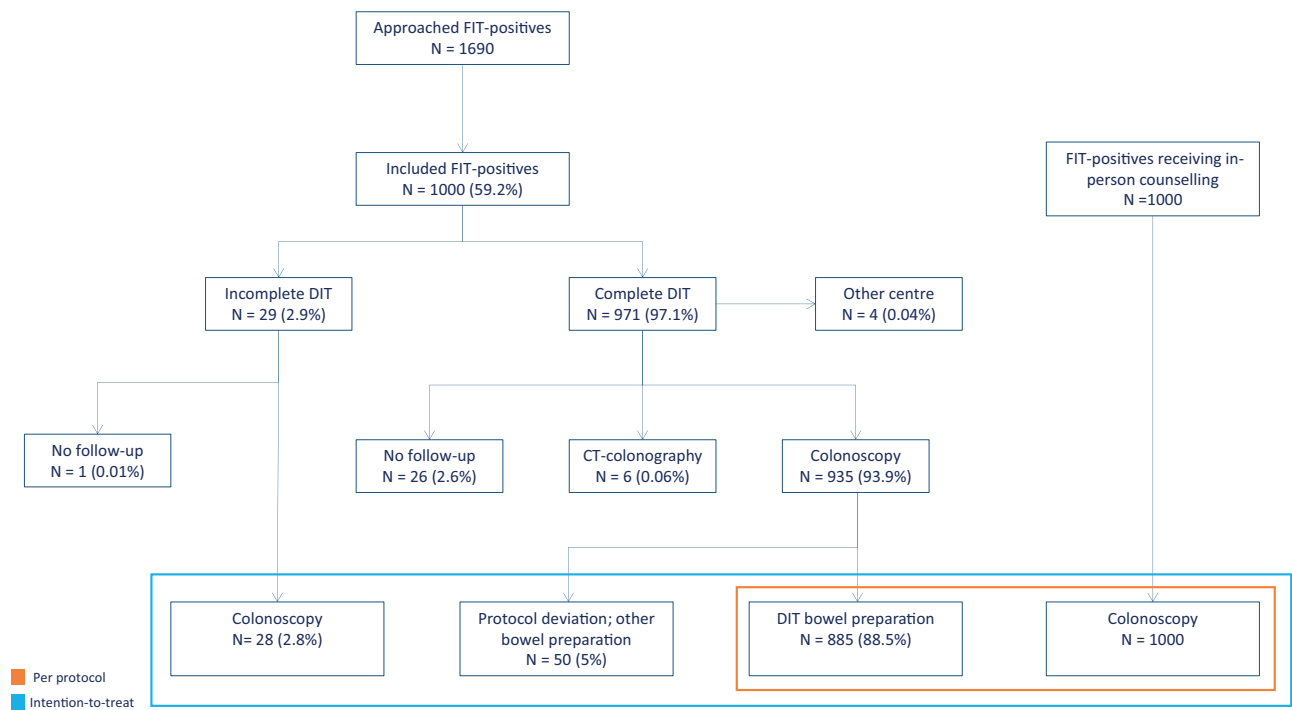 Approached FIT-positives
N = 1690
Included FIT-positives
N = 1000 (59.2%)
FIT-positives receiving in-
person counselling
N =1000
Incomplete DIT
N = 29 (2.9%)
Complete DIT
N = 971 (97.1%)
Other centre
N = 4 (0.04%)
No follow-up
N = 1 (0.01%)
No follow-up
N = 26 (2.6%)
CT-colonography
N = 6 (0.06%)
Colonoscopy
N = 935 (93.9%)
Colonoscopy
N= 28 (2.8%)
Protocol deviation; other
bowel preparation
N = 50 (5%)
DIT bowel preparation
N = 885 (88.5%)
Colonoscopy
N = 1000
Per protocol
Intention-to-treat